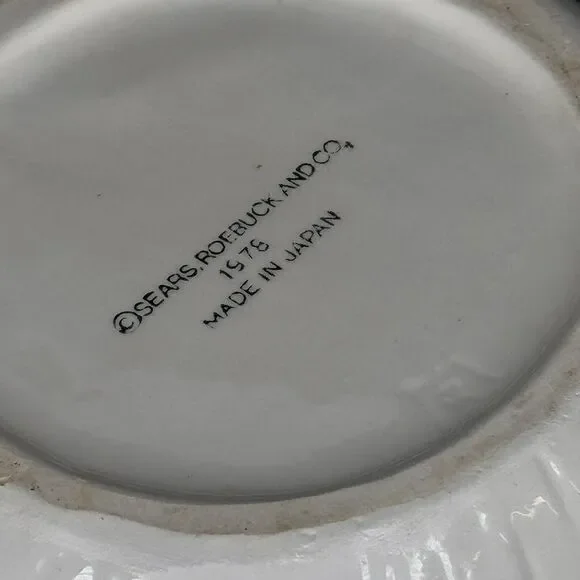 ©SEARS, ROEBUCK AND CO.
1978
MADE IN JAPAN